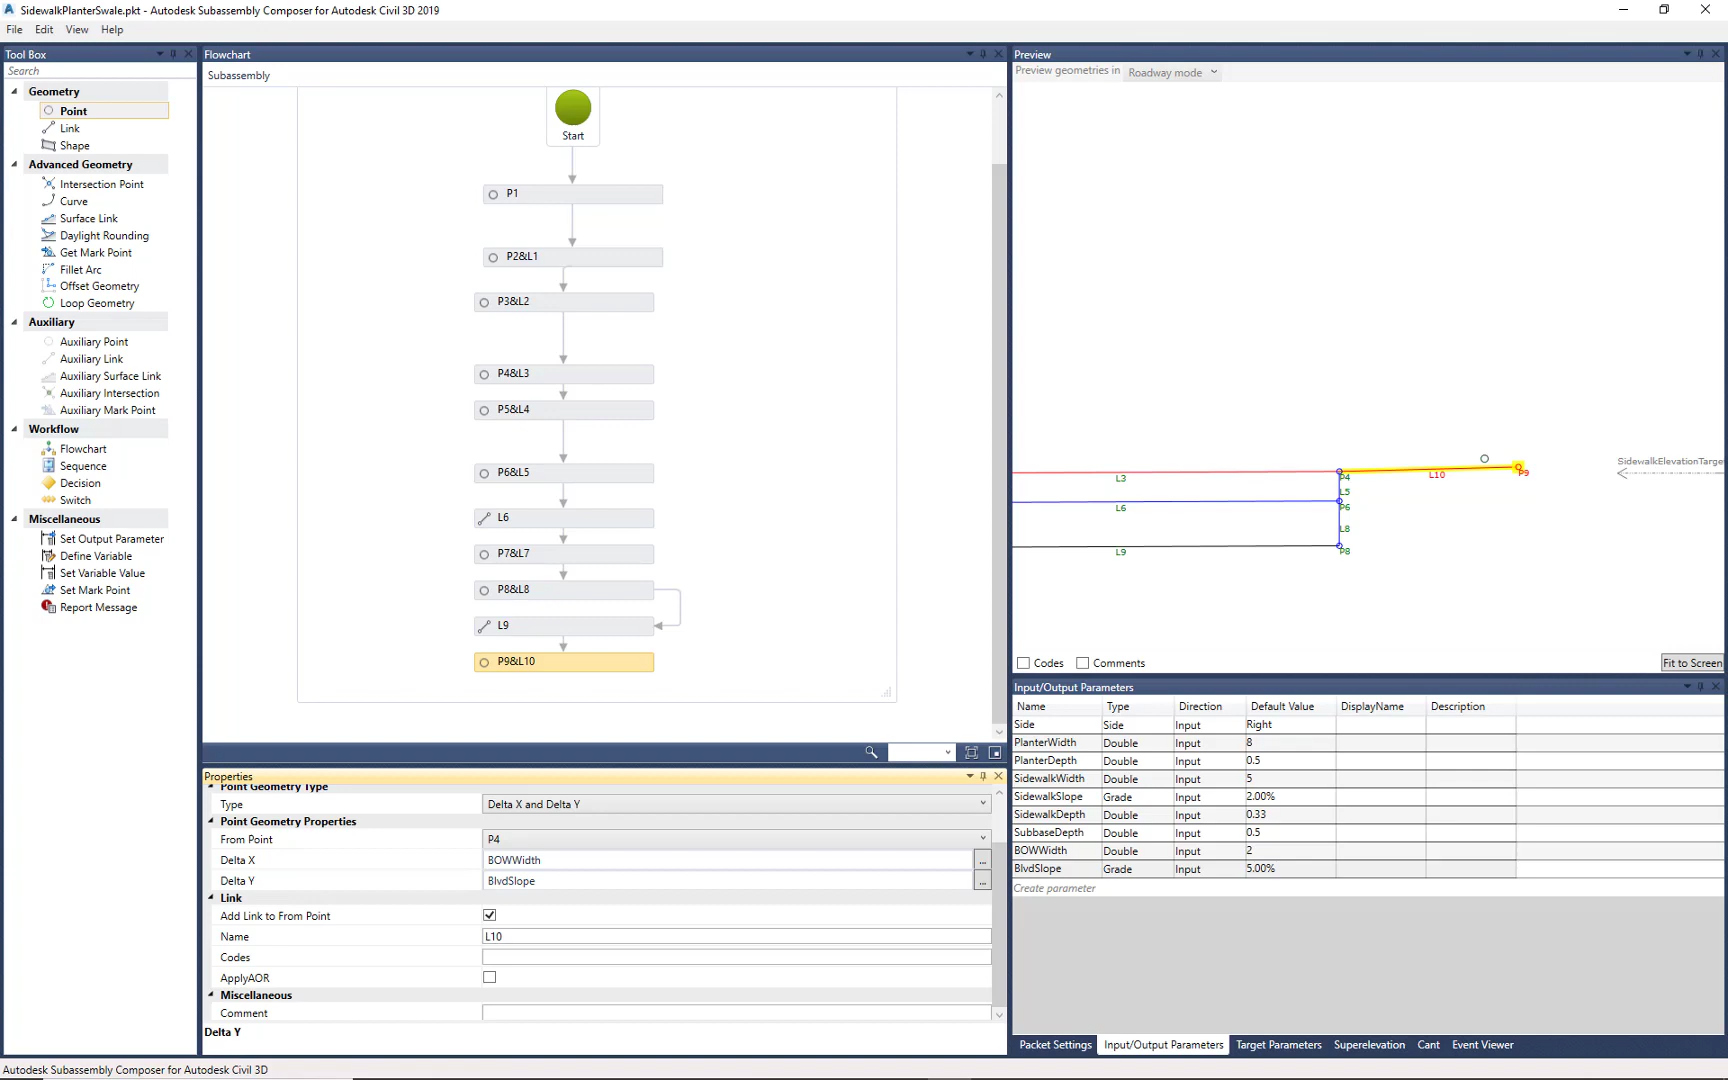 SidewalkPlanterSwale.pkt - Autodesk Subassembly Composer for Autodesk Civil 3D 2019
File Edit View Help
Tool Box
Search
Geometry
Point
Link
Shape
Advanced Geometry
Intersection Point
Curve
Surface Link
Daylight Rounding
Get Mark Point
Fillet Arc
Offset Geometry
Loop Geometry
Auxiliary
Auxiliary Point
Auxiliary Link
Auxiliary Surface Link
Auxiliary Intersection
Auxiliary Mark Point
Workflow
Flowchart
Sequence
Decision
Switch
Miscellaneous
Set Output Parameter
Define Variable
Set Variable Value
Set Mark Point
Report Message
Flowchart
Subassembly
Start
P1
P2&L1
P3&L2
P4&L3
P5&L4
P6&L5
L6
P7&L7
P8&L8
L9
P9&L10
Properties
Point Geometry Type
Type Delta X and Delta Y
Point Geometry Properties
From Point P4
Delta X BOWWidth ...
Delta Y BlvdSlope ...
Link
Add Link to From Point
Name L10
Codes
ApplyAOR
Miscellaneous
Comment
Delta Y
Preview
Preview geometries in Roadway mode
SidewalkElevationTarget
L3 P4 L10 P9
L5
L6 P6
L8
L9 P8
Codes Comments Fit to Screen
Input/Output Parameters
Name Type Direction Default Value DisplayName Description
Side Side Input Right
PlanterWidth Double Input 8
PlanterDepth Double Input 0.5
SidewalkWidth Double Input 5
SidewalkSlope Grade Input 2.00%
SidewalkDepth Double Input 0.33
SubbaseDepth Double Input 0.5
BOWWidth Double Input 2
BlvdSlope Grade Input 5.00%
Create parameter
Packet Settings Input/Output Parameters Target Parameters Superelevation Cant Event Viewer
Autodesk Subassembly Composer for Autodesk Civil 3D